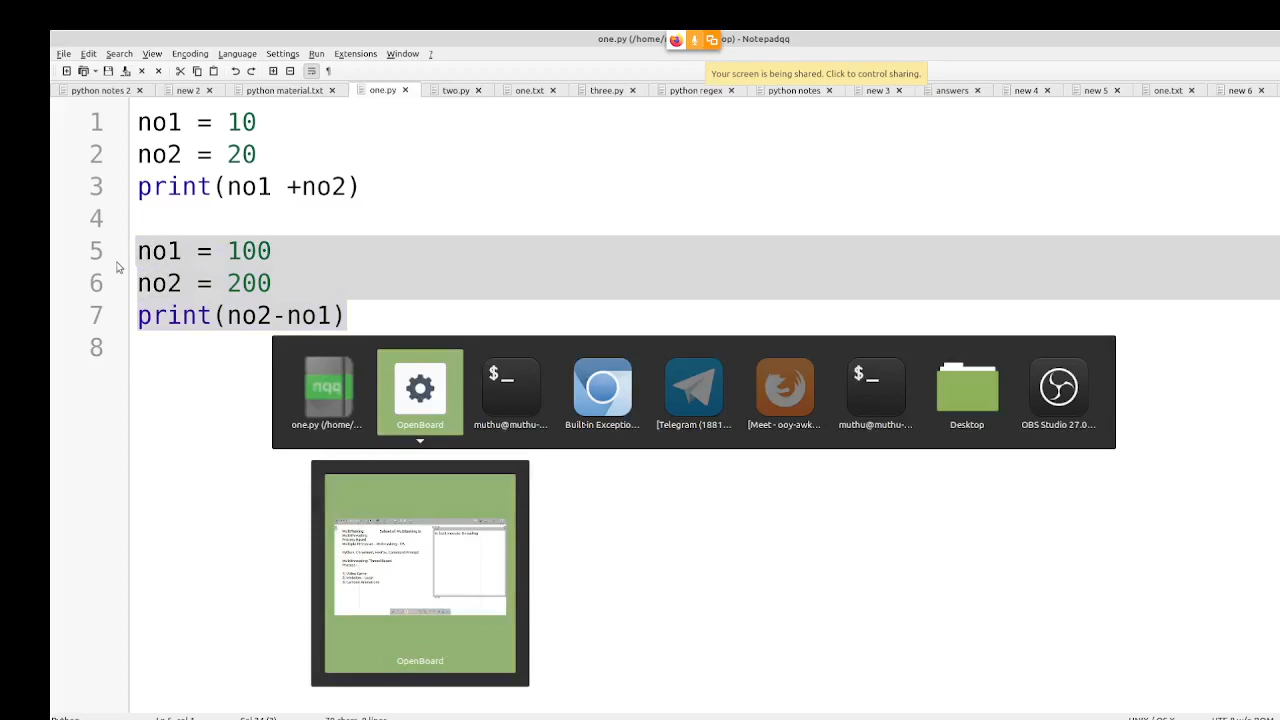 one.py (/home/ op) - Notepadqq
Your screen is being shared. Click to control sharing.
File Edit Search View Encoding Language Settings Run Extensions Window ?
python notes 2 new 2 python material.txt one.py two.py one.txt three.py python regex python notes new 3 answers new 4 new 5 one.txt new 6
1 no1 = 10
2 no2 = 20
3 print(no1 +no2)
4
5 no1 = 100
6 no2 = 200
7 print(no2-no1)
8
one.py (/home/... OpenBoard muthu@muthu-... Built-in Exceptio... [Telegram (1881... [Meet - ooy-awk... muthu@muthu-... Desktop OBS Studio 27.0...
OpenBoard